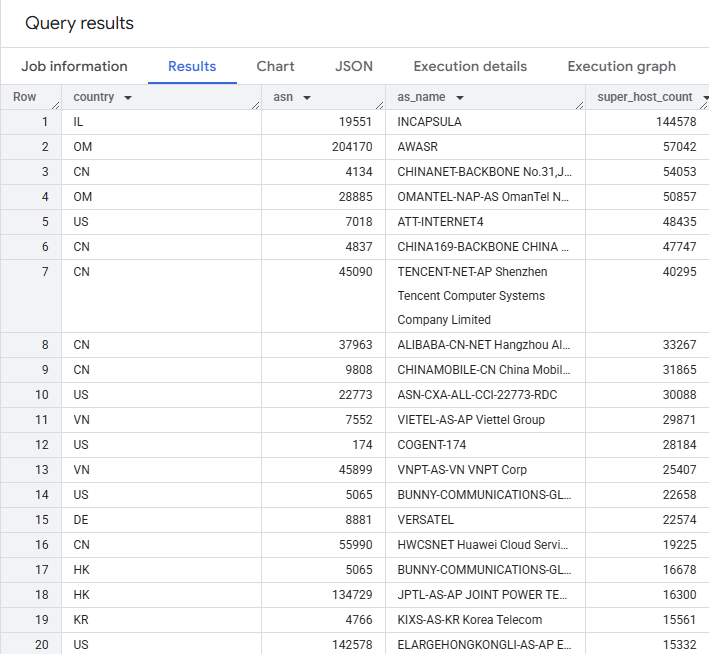 Query results
Job information Results Chart JSON Execution details Execution graph
Row country asn as_name super_host_count
1 IL 19551 INCAPSULA 144578
2 OM 204170 AWASR 57042
3 CN 4134 CHINANET-BACKBONE No.31,J... 54053
4 OM 28885 OMANTEL-NAP-AS OmanTel N... 50857
5 US 7018 ATT-INTERNET4 48435
6 CN 4837 CHINA169-BACKBONE CHINA ... 47747
7 CN 45090 TENCENT-NET-AP Shenzhen 40295
Tencent Computer Systems
Company Limited
8 CN 37963 ALIBABA-CN-NET Hangzhou Al... 33267
9 CN 9808 CHINAMOBILE-CN China Mobil... 31865
10 US 22773 ASN-CXA-ALL-CCI-22773-RDC 30088
11 VN 7552 VIETEL-AS-AP Viettel Group 29871
12 US 174 COGENT-174 28184
13 VN 45899 VNPT-AS-VN VNPT Corp 25407
14 US 5065 BUNNY-COMMUNICATIONS-GL... 22658
15 DE 8881 VERSATEL 22574
16 CN 55990 HWCSNET Huawei Cloud Servi... 19225
17 HK 5065 BUNNY-COMMUNICATIONS-GL... 16678
18 HK 134729 JPTL-AS-AP JOINT POWER TE... 16300
19 KR 4766 KIXS-AS-KR Korea Telecom 15561
20 US 142578 ELARGEHONGKONGLI-AS-AP E... 15332